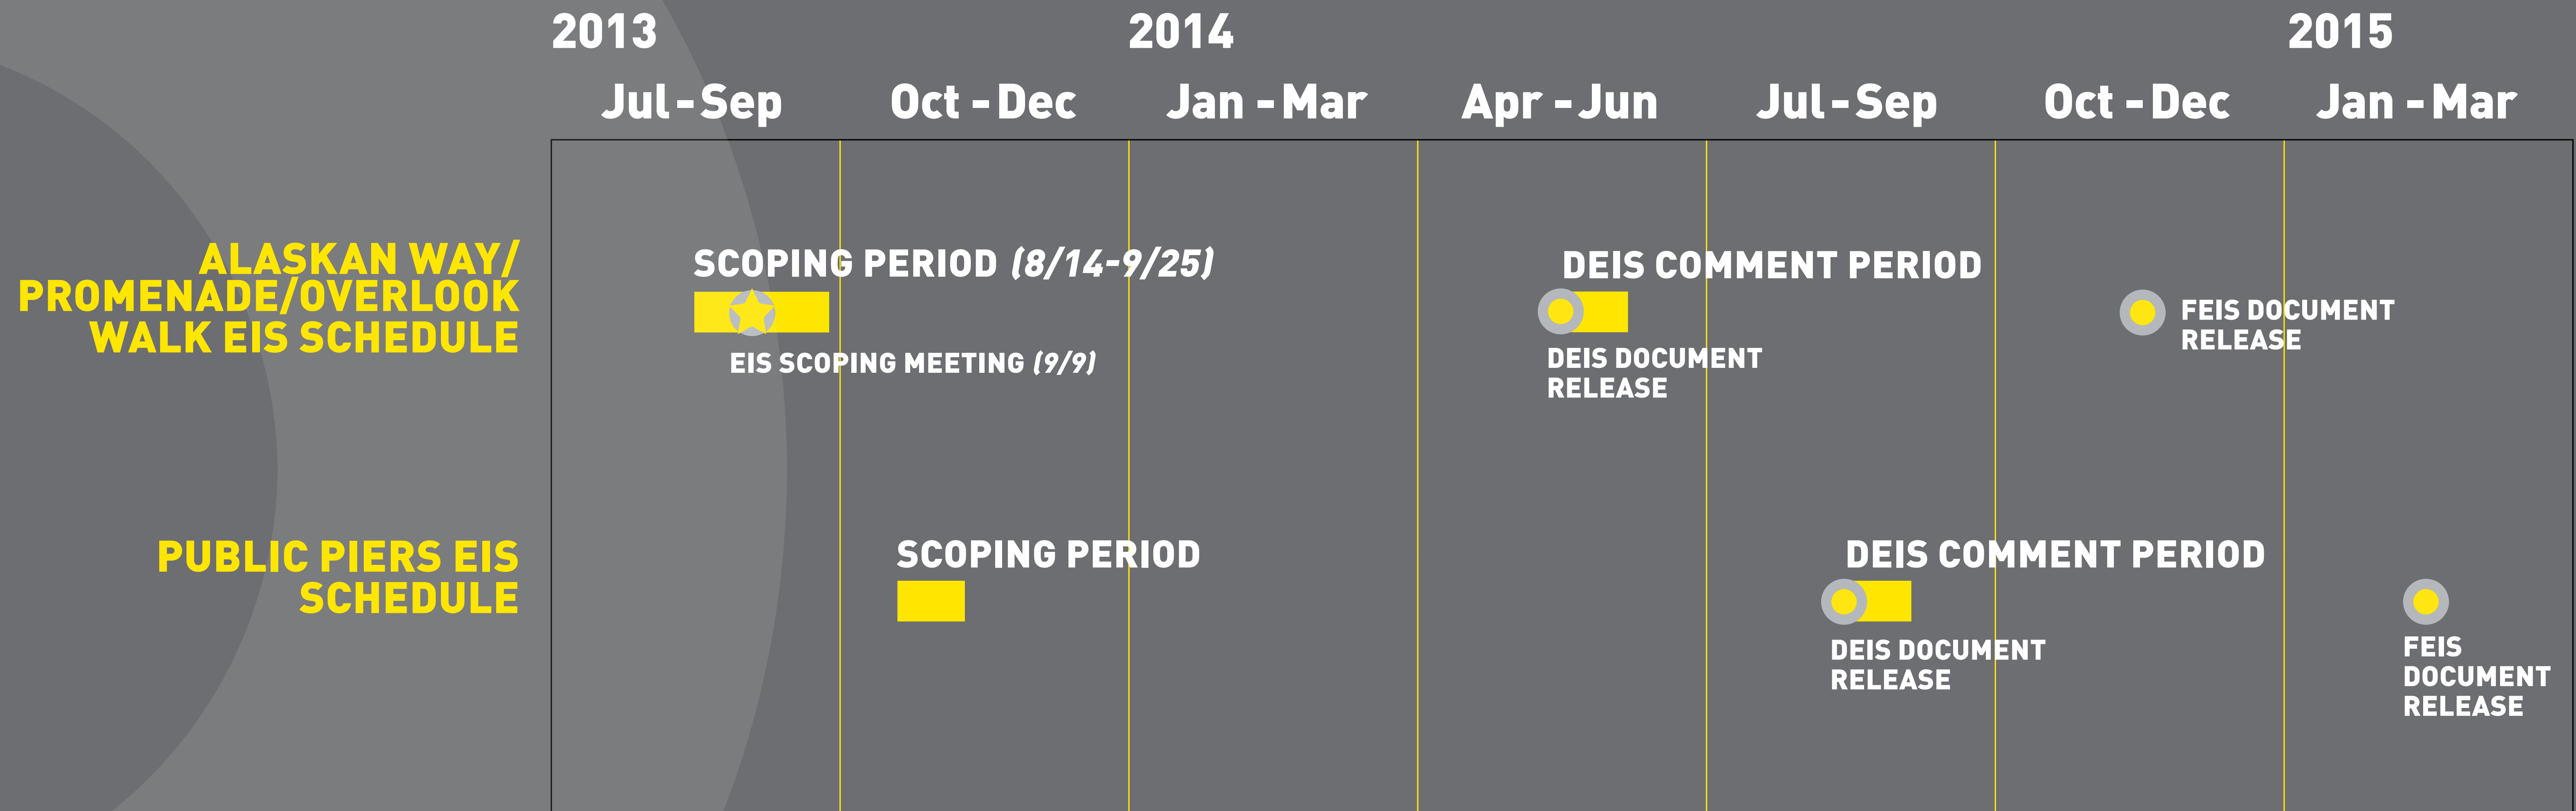 2013 2014 2015
Jul-Sep Oct-Dec Jan-Mar Apr-Jun Jul-Sep Oct-Dec Jan-Mar
ALASKAN WAY/
PROMENADE/OVERLOOK
WALK EIS SCHEDULE
SCOPING PERIOD (8/14-9/25)
EIS SCOPING MEETING (9/9)
DEIS COMMENT PERIOD
DEIS DOCUMENT
RELEASE
FEIS DOCUMENT
RELEASE
PUBLIC PIERS EIS
SCHEDULE
SCOPING PERIOD
DEIS COMMENT PERIOD
DEIS DOCUMENT
RELEASE
FEIS
DOCUMENT
RELEASE